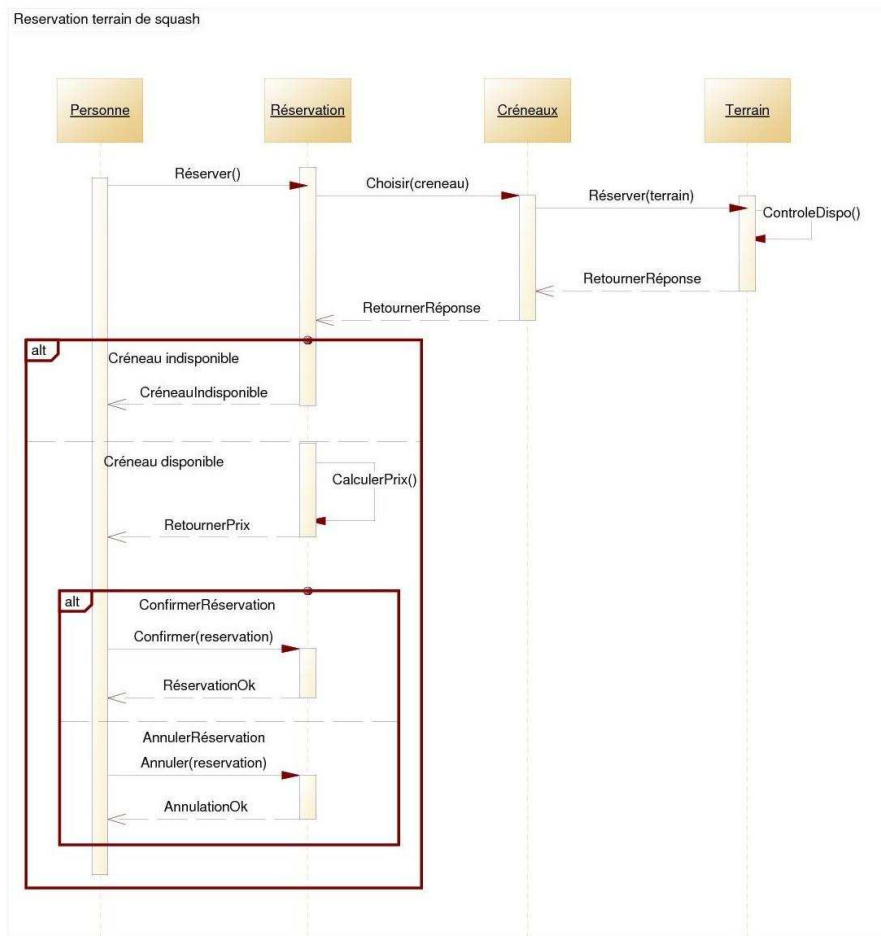 Reservation terrain de squash
Personne
Réservation
Créneaux
Terrain
Réserver()
Choisir(creneau)
Réserver(terrain)
ControleDispo()
RetournerRéponse
RetournerRéponse
alt
Créneau indisponible
CréneauIndisponible
Créneau disponible
CalculerPrix()
RetournerPrix
alt
ConfirmerRéservation
Confirmer(reservation)
RéservationOk
AnnulerRéservation
Annuler(reservation)
AnnulationOk